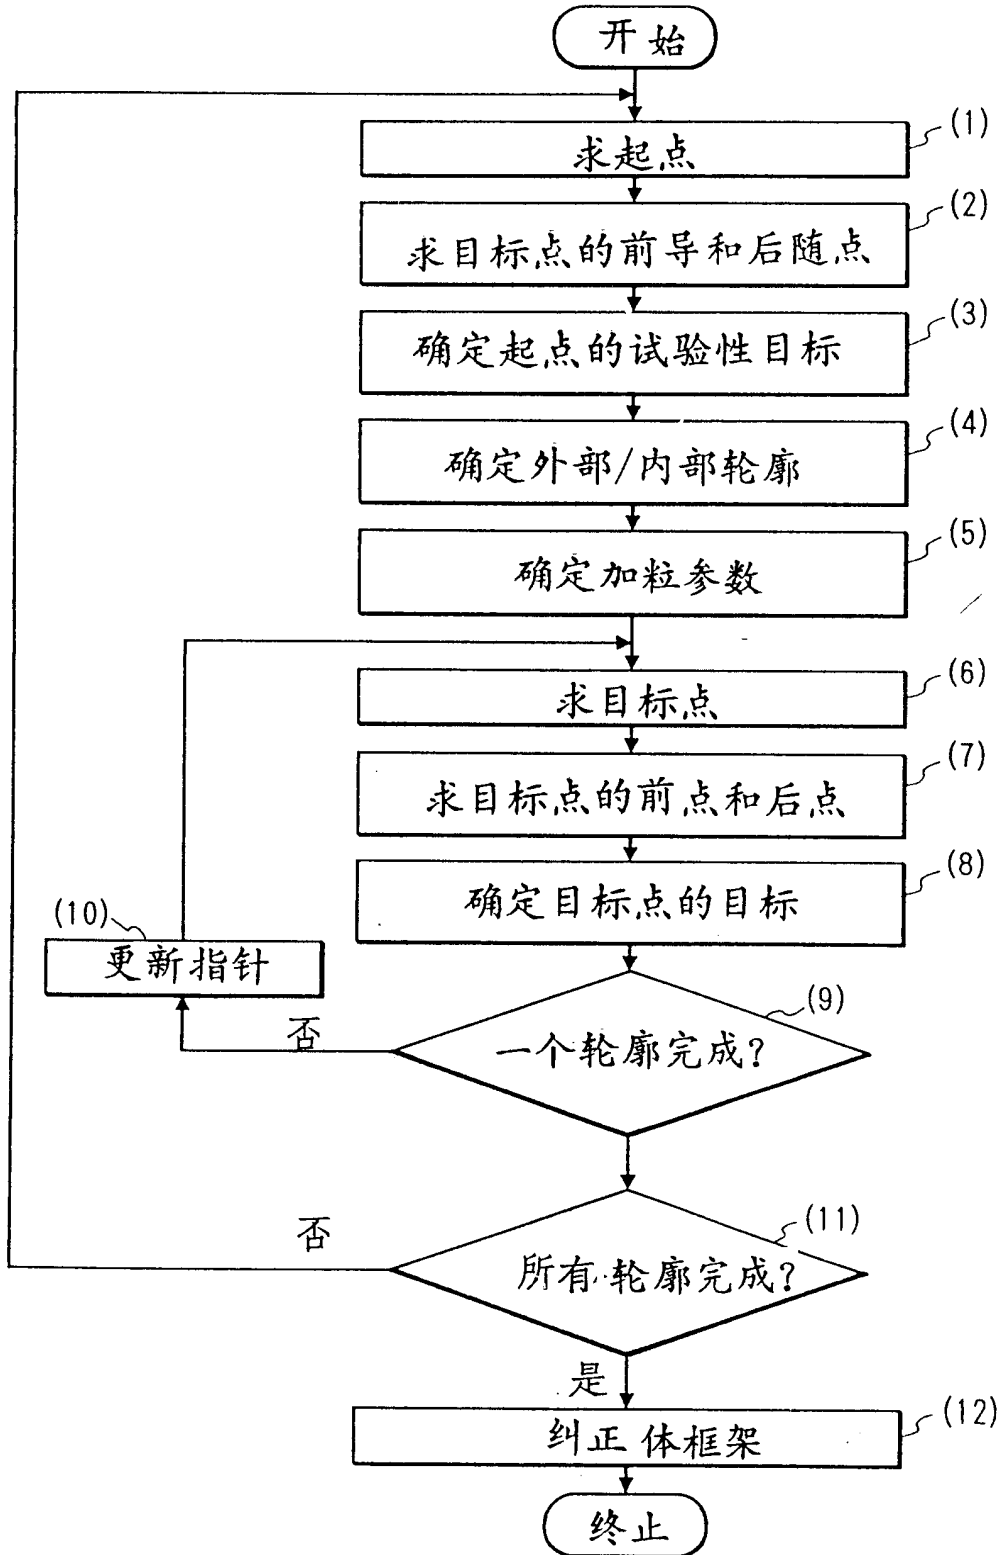 开始
(1)
求起点
(2)
求目标点的前导和后随点
(3)
确定起点的试验性目标
(4)
确定外部/内部轮廓
(5)
确定加粒参数
(6)
求目标点
(7)
求目标点的前点和后点
(8)
确定目标点的目标
(10)
更新指针
(9)
否
一个轮廓完成?
(11)
否
所有轮廓完成?
是
(12)
纠正体框架
终止